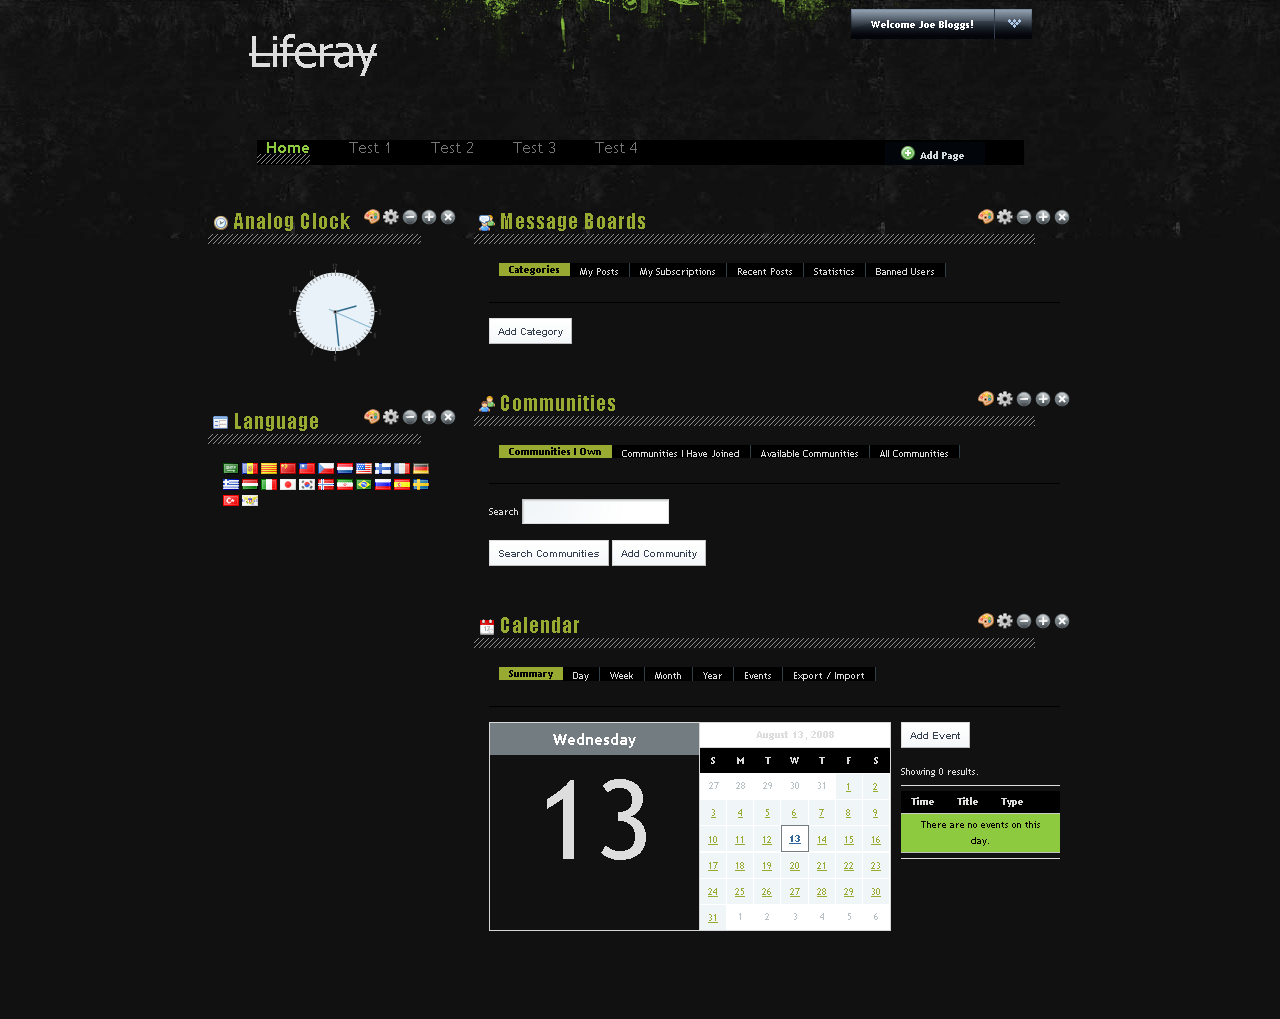 Welcome Joe Bloggs!
Liferay
Home Test 1 Test 2 Test 3 Test 4 Add Page
Analog Clock
Language
Message Boards
Categories My Posts My Subscriptions Recent Posts Statistics Banned Users
Add Category
Communities
Communities I Own Communities I Have Joined Available Communities All Communities
Search
Search Communities Add Community
Calendar
Summary Day Week Month Year Events Export / Import
Wednesday
13
August 13, 2008
S M T W T F S
27 28 29 30 31 1 2
3 4 5 6 7 8 9
10 11 12 13 14 15 16
17 18 19 20 21 22 23
24 25 26 27 28 29 30
31 1 2 3 4 5 6
Add Event
Showing 0 results.
Time Title Type
There are no events on this
day.